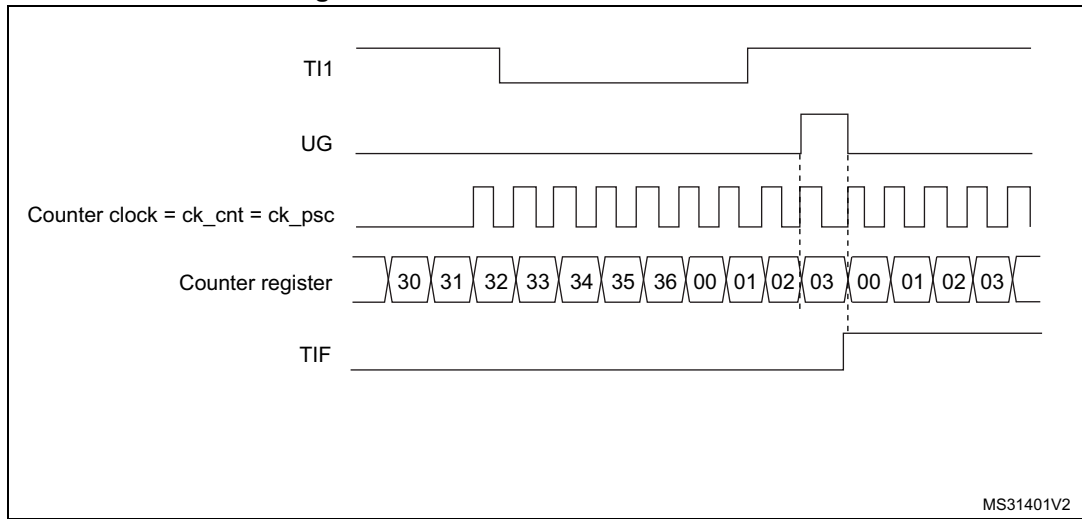 TI1
UG
Counter clock = ck_cnt = ck_psc
Counter register 30 31 32 33 34 35 36 00 01 02 03 00 01 02 03
TIF
MS31401V2